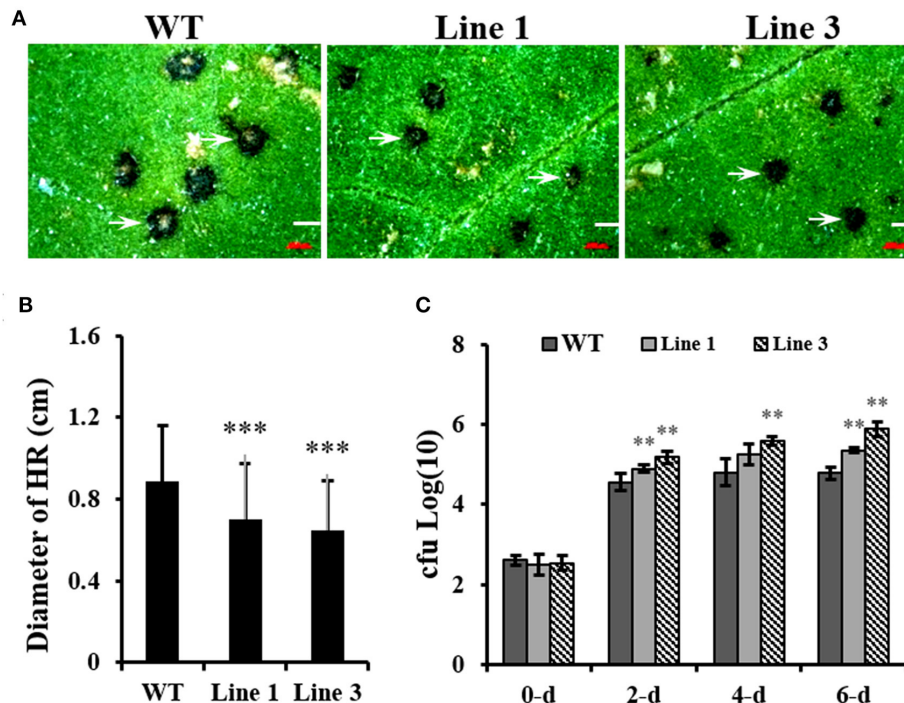 A
WT
Line 1
Line 3
B
Diameter of HR (cm)
1.6
1.2
0.8
0.4
0
***
***
WT
Line 1
Line 3
C
cfu Log(10)
8
6
4
2
0
WT
Line 1
Line 3
**
**
**
**
**
0-d
2-d
4-d
6-d